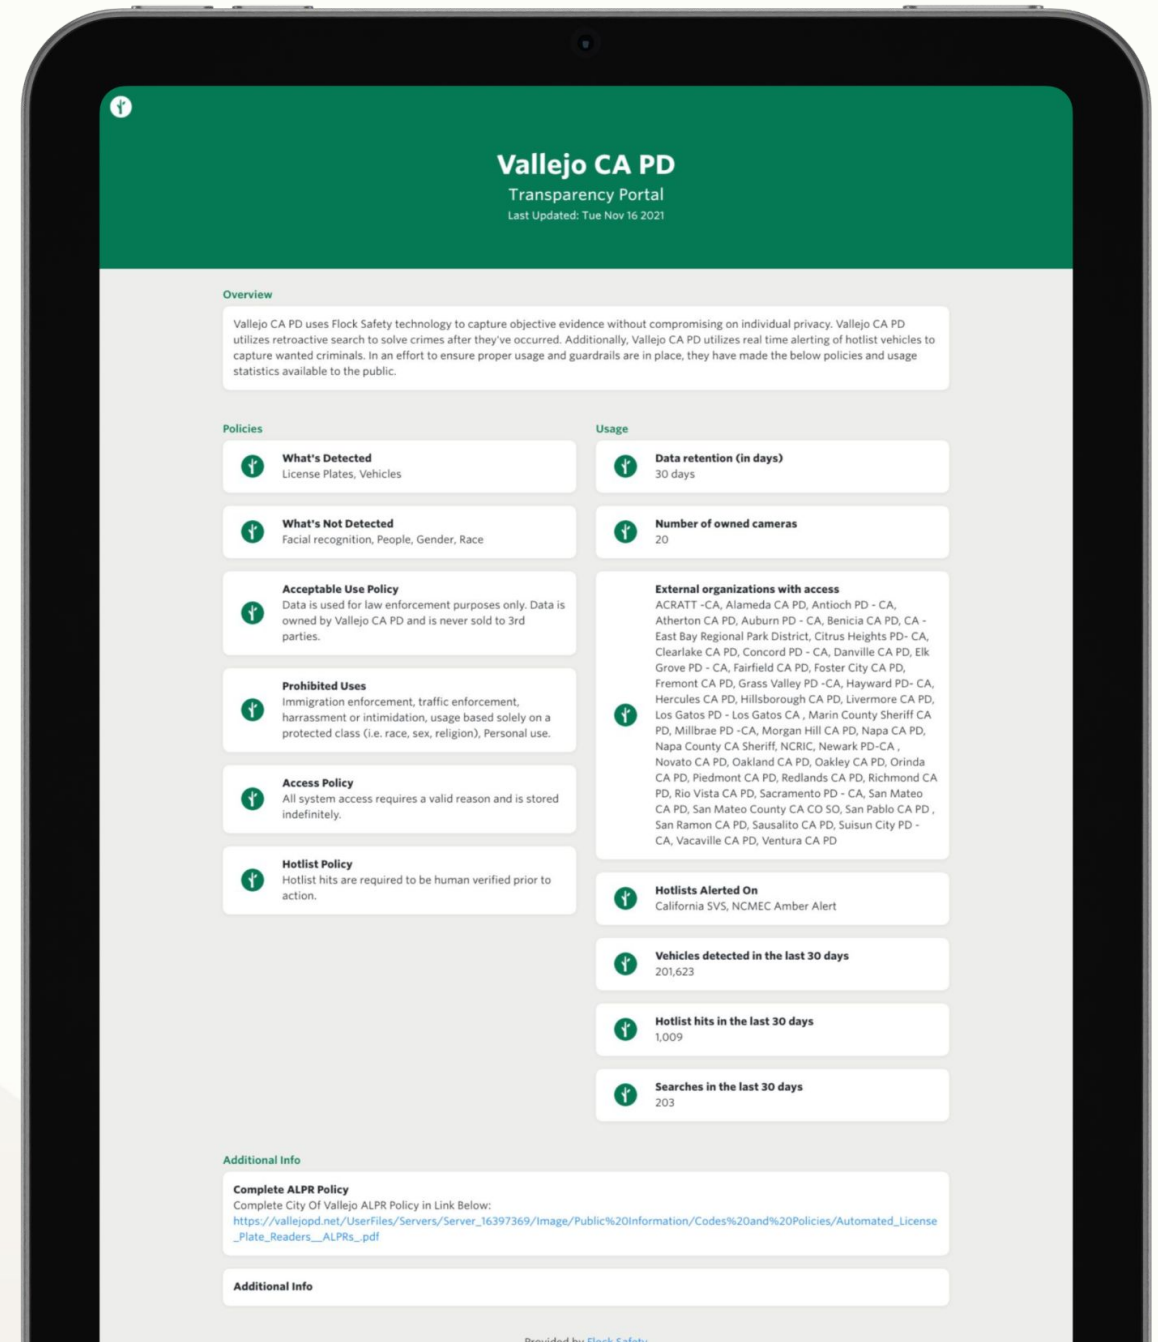 Vallejo CA PD
Transparency Portal
Last Updated: Tue Nov 16 2021
Overview
Vallejo CA PD uses Flock Safety technology to capture objective evidence without compromising on individual privacy. Vallejo CA PD
utilizes retroactive search to solve crimes after they've occurred. Additionally, Vallejo CA PD utilizes real time alerting of hotlist vehicles to
capture wanted criminals. In an effort to ensure proper usage and guardrails are in place, they have made the below policies and usage
statistics available to the public.
Policies
What's Detected
License Plates, Vehicles
What's Not Detected
Facial recognition, People, Gender, Race
Acceptable Use Policy
Data is used for law enforcement purposes only. Data is
owned by Vallejo CA PD and is never sold to 3rd
parties.
Prohibited Uses
Immigration enforcement, traffic enforcement,
harrassment or intimidation, usage based solely on a
protected class (i.e. race, sex, religion), Personal use.
Access Policy
All system access requires a valid reason and is stored
indefinitely.
Hotlist Policy
Hotlist hits are required to be human verified prior to
action.
Usage
Data retention (in days)
30 days
Number of owned cameras
20
External organizations with access
ACRATT -CA, Alameda CA PD, Antioch PD - CA,
Atherton CA PD, Auburn PD - CA, Benicia CA PD, CA -
East Bay Regional Park District, Citrus Heights PD- CA,
Clearlake CA PD, Concord PD - CA, Danville CA PD, Elk
Grove PD - CA, Fairfield CA PD, Foster City CA PD,
Fremont CA PD, Grass Valley PD -CA, Hayward PD- CA,
Hercules CA PD, Hillsborough CA PD, Livermore CA PD,
Los Gatos PD - Los Gatos CA , Marin County Sheriff CA
PD, Millbrae PD -CA, Morgan Hill CA PD, Napa CA PD,
Napa County CA Sheriff, NCRIC, Newark PD-CA ,
Novato CA PD, Oakland CA PD, Oakley CA PD, Orinda
CA PD, Piedmont CA PD, Redlands CA PD, Richmond CA
PD, Rio Vista CA PD, Sacramento PD - CA, San Mateo
CA PD, San Mateo County CA CO SO, San Pablo CA PD ,
San Ramon CA PD, Sausalito CA PD, Suisun City PD -
CA, Vacaville CA PD, Ventura CA PD
Hotlists Alerted On
California SVS, NCMEC Amber Alert
Vehicles detected in the last 30 days
201,623
Hotlist hits in the last 30 days
1,009
Searches in the last 30 days
203
Additional Info
Complete ALPR Policy
Complete City Of Vallejo ALPR Policy in Link Below:
https://vallejopd.net/UserFiles/Servers/Server_16397369/Image/Public%20Information/Codes%20and%20Policies/Automated_License
_Plate_Readers__ALPRs_.pdf
Additional Info
Provided by Flock Safety